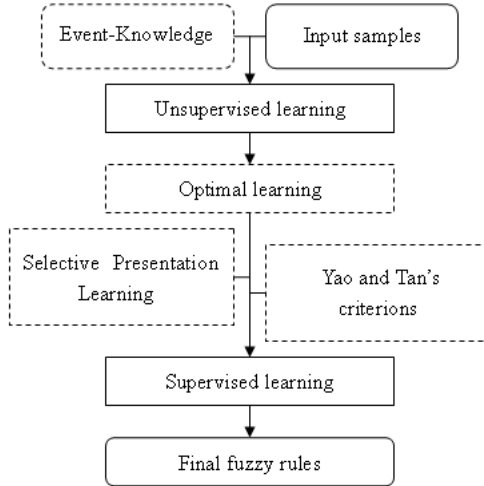 Event-Knowledge
Input samples
Unsupervised learning
Optimal learning
Selective Presentation
Learning
Yao and Tan's
criterions
Supervised learning
Final fuzzy rules